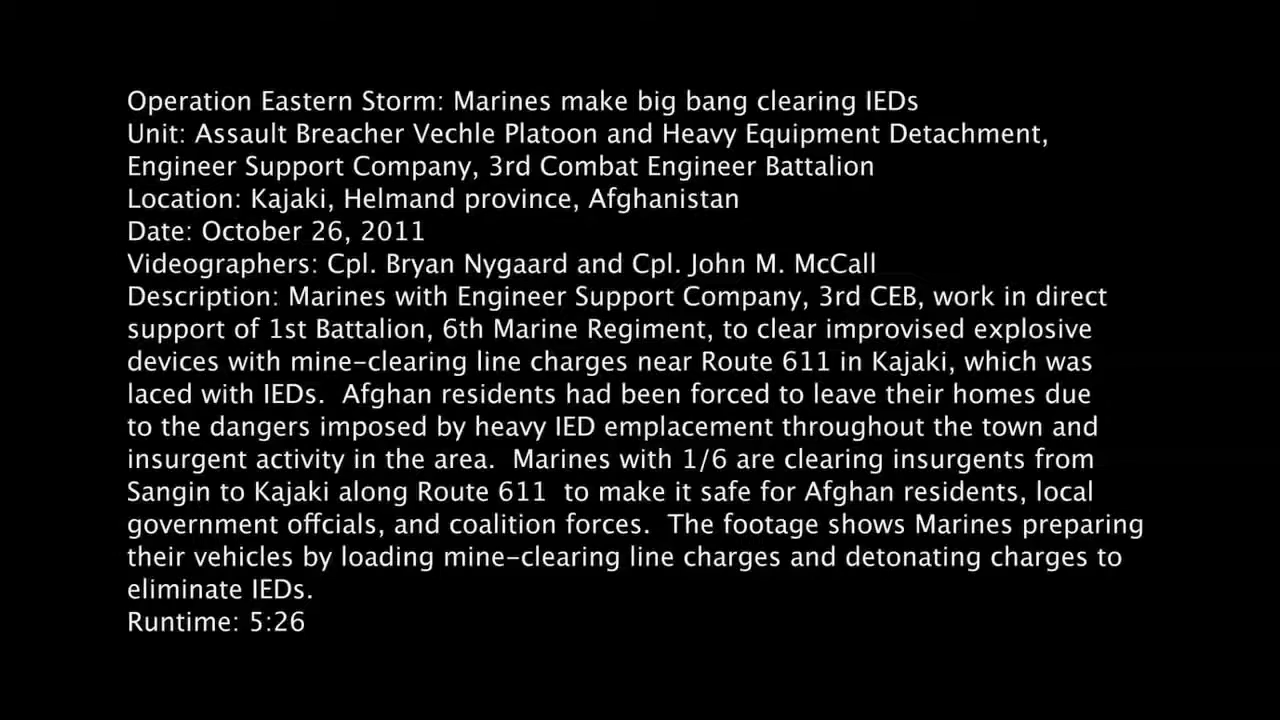 Operation Eastern Storm: Marines make big bang clearing IEDs
Unit: Assault Breacher Vechle Platoon and Heavy Equipment Detachment,
Engineer Support Company, 3rd Combat Engineer Battalion
Location: Kajaki, Helmand province, Afghanistan
Date: October 26, 2011
Videographers: Cpl. Bryan Nygaard and Cpl. John M. McCall
Description: Marines with Engineer Support Company, 3rd CEB, work in direct
support of 1st Battalion, 6th Marine Regiment, to clear improvised explosive
devices with mine-clearing line charges near Route 611 in Kajaki, which was
laced with IEDs.  Afghan residents had been forced to leave their homes due
to the dangers imposed by heavy IED emplacement throughout the town and
insurgent activity in the area.  Marines with 1/6 are clearing insurgents from
Sangin to Kajaki along Route 611  to make it safe for Afghan residents, local
government offcials, and coalition forces.  The footage shows Marines preparing
their vehicles by loading mine-clearing line charges and detonating charges to
eliminate IEDs.
Runtime: 5:26